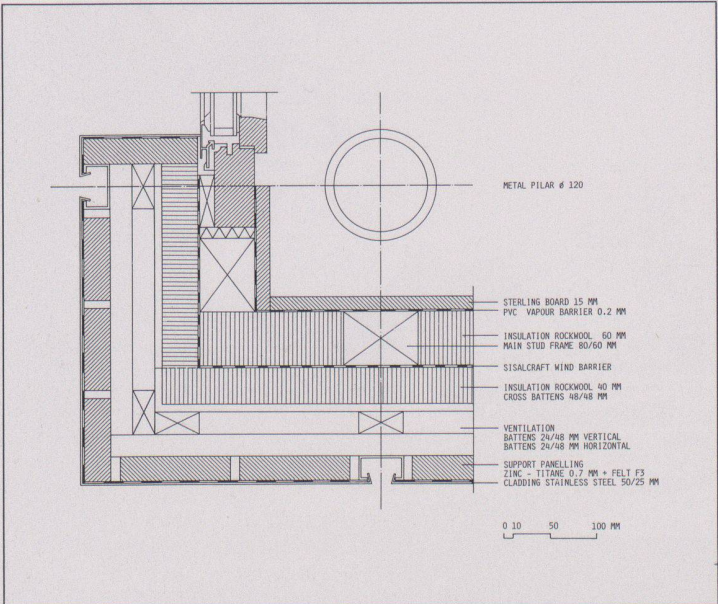 METAL PILAR ø 120
STERLING BOARD 15 MM
PVC VAPOUR BARRIER 0.2 MM
INSULATION ROCKWOOL 60 MM
MAIN STUD FRAME 80/60 MM
SISALCRAFT WIND BARRIER
INSULATION ROCKWOOL 40 MM
CROSS BATTENS 48/48 MM
VENTILATION
BATTENS 24/48 MM VERTICAL
BATTENS 24/48 MM HORIZONTAL
SUPPORT PANELLING
ZINC - TITANE 0.7 MM + FELT F3
CLADDING STAINLESS STEEL 50/25 MM
0 10 50 100 MM